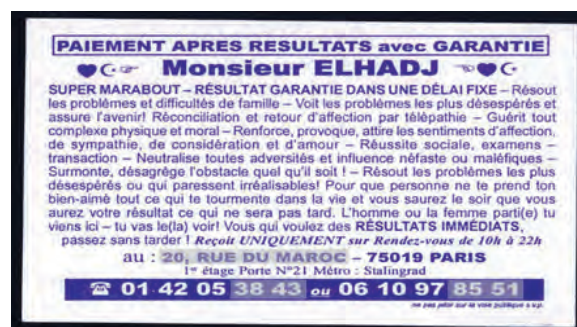 PAIEMENT APRES RESULTATS avec GARANTIE
Monsieur ELHADJ
SUPER MARABOUT – RÉSULTAT GARANTIE DANS UNE DÉLAI FIXE – Résout
les problèmes et difficultés de famille – Voit les problèmes les plus désespérés et
assure l'avenir! Réconciliation et retour d'affection par télépathie – Guérit tout
complexe physique et moral – Renforce, provoque, attire les sentiments d'affection,
de sympathie, de considération et d'amour – Réussite sociale, examens –
transaction – Neutralise toutes adversités et influence néfaste ou maléfiques –
Surmonte, désagrège l'obstacle quel qu'il soit ! – Résout les problèmes les plus
désespérés ou qui paressent irréalisables! Pour que personne ne te prend ton
bien-aimé tout ce qui te tourmente dans la vie et vous saurez le soir que vous
aurez votre résultat ce qui ne sera pas tard. L'homme ou la femme parti(e) tu
viens ici – tu vas le(la) voir! Vous qui voulez des RÉSULTATS IMMÉDIATS,
passez sans tarder ! Reçoit UNIQUEMENT sur Rendez-vous de 10h à 22h
au : 20, RUE DU MAROC – 75019 PARIS
1er étage Porte N°21 Métro : Stalingrad
☎ 01 42 05 38 43 ou 06 10 97 85 51
ne pas jeter sur la voie publique s.v.p.